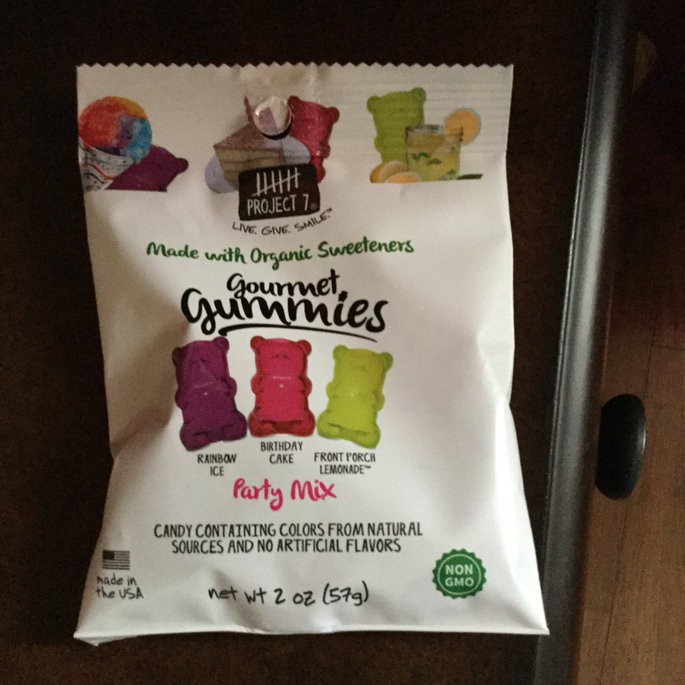 PROJECT 7®
LIVE. GIVE. SMILE.™
Made with Organic Sweeteners
Gourmet
Gummies
RAINBOW
ICE
BIRTHDAY
CAKE
FRONT PORCH
LEMONADE™
Party Mix
CANDY CONTAINING COLORS FROM NATURAL
SOURCES AND NO ARTIFICIAL FLAVORS
made in
the USA
net wt 2 oz (57g)
NON
GMO